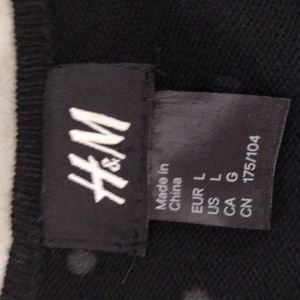 H&M
Made in
China
EUR L
US L
CA G
CN 175/104